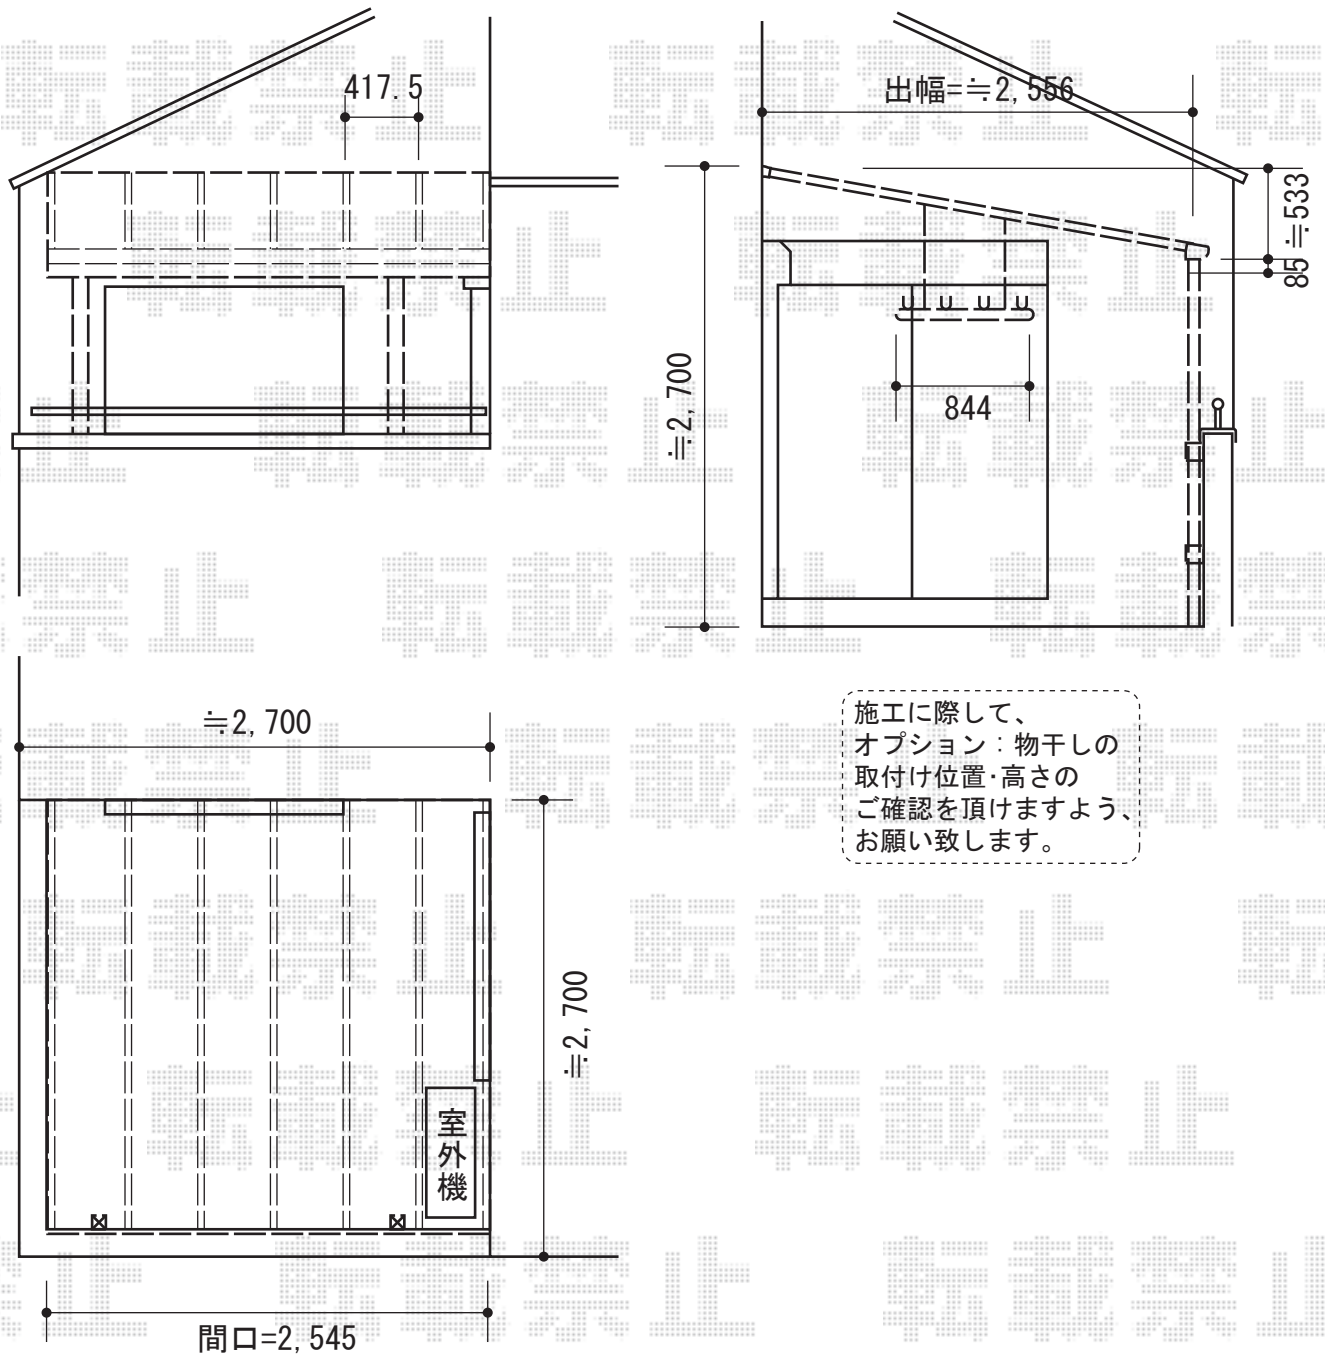 417.5
出幅=≒2,556
≒533
85
≒2,700
844
≒2,700
施工に際して、
オプション：物干しの
取付け位置･高さの
ご確認を頂けますよう、
お願い致します。
≒2,700
室外機
間口=2,545
転載禁止